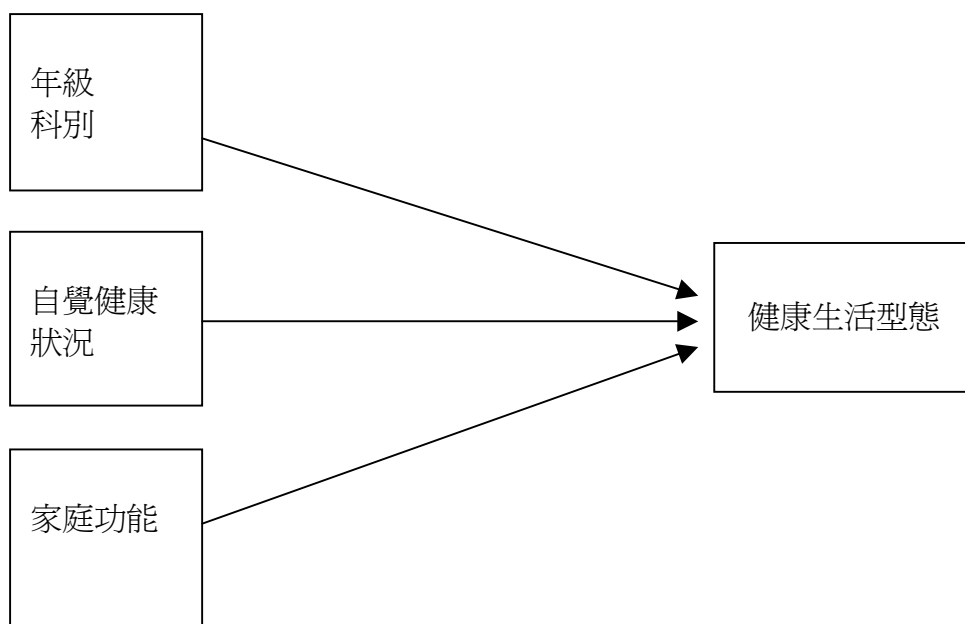 年級
科別
自覺健康
狀況
健康生活型態
家庭功能